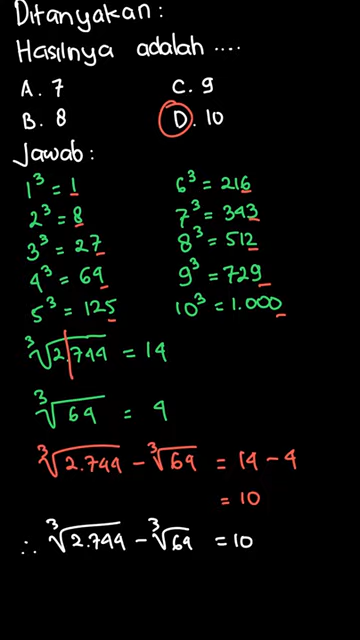 Ditanyakan:
Hasilnya adalah ....
A. 7 C. 9
B. 8 D. 10
Jawab:
1³ = 1 6³ = 216
2³ = 8 7³ = 343
3³ = 27 8³ = 512
4³ = 64 9³ = 729
5³ = 125 10³ = 1.000
∛2.744 = 14
∛64 = 4
∛2.744 - ∛64 = 14 - 4
= 10
∴ ∛2.744 - ∛64 = 10